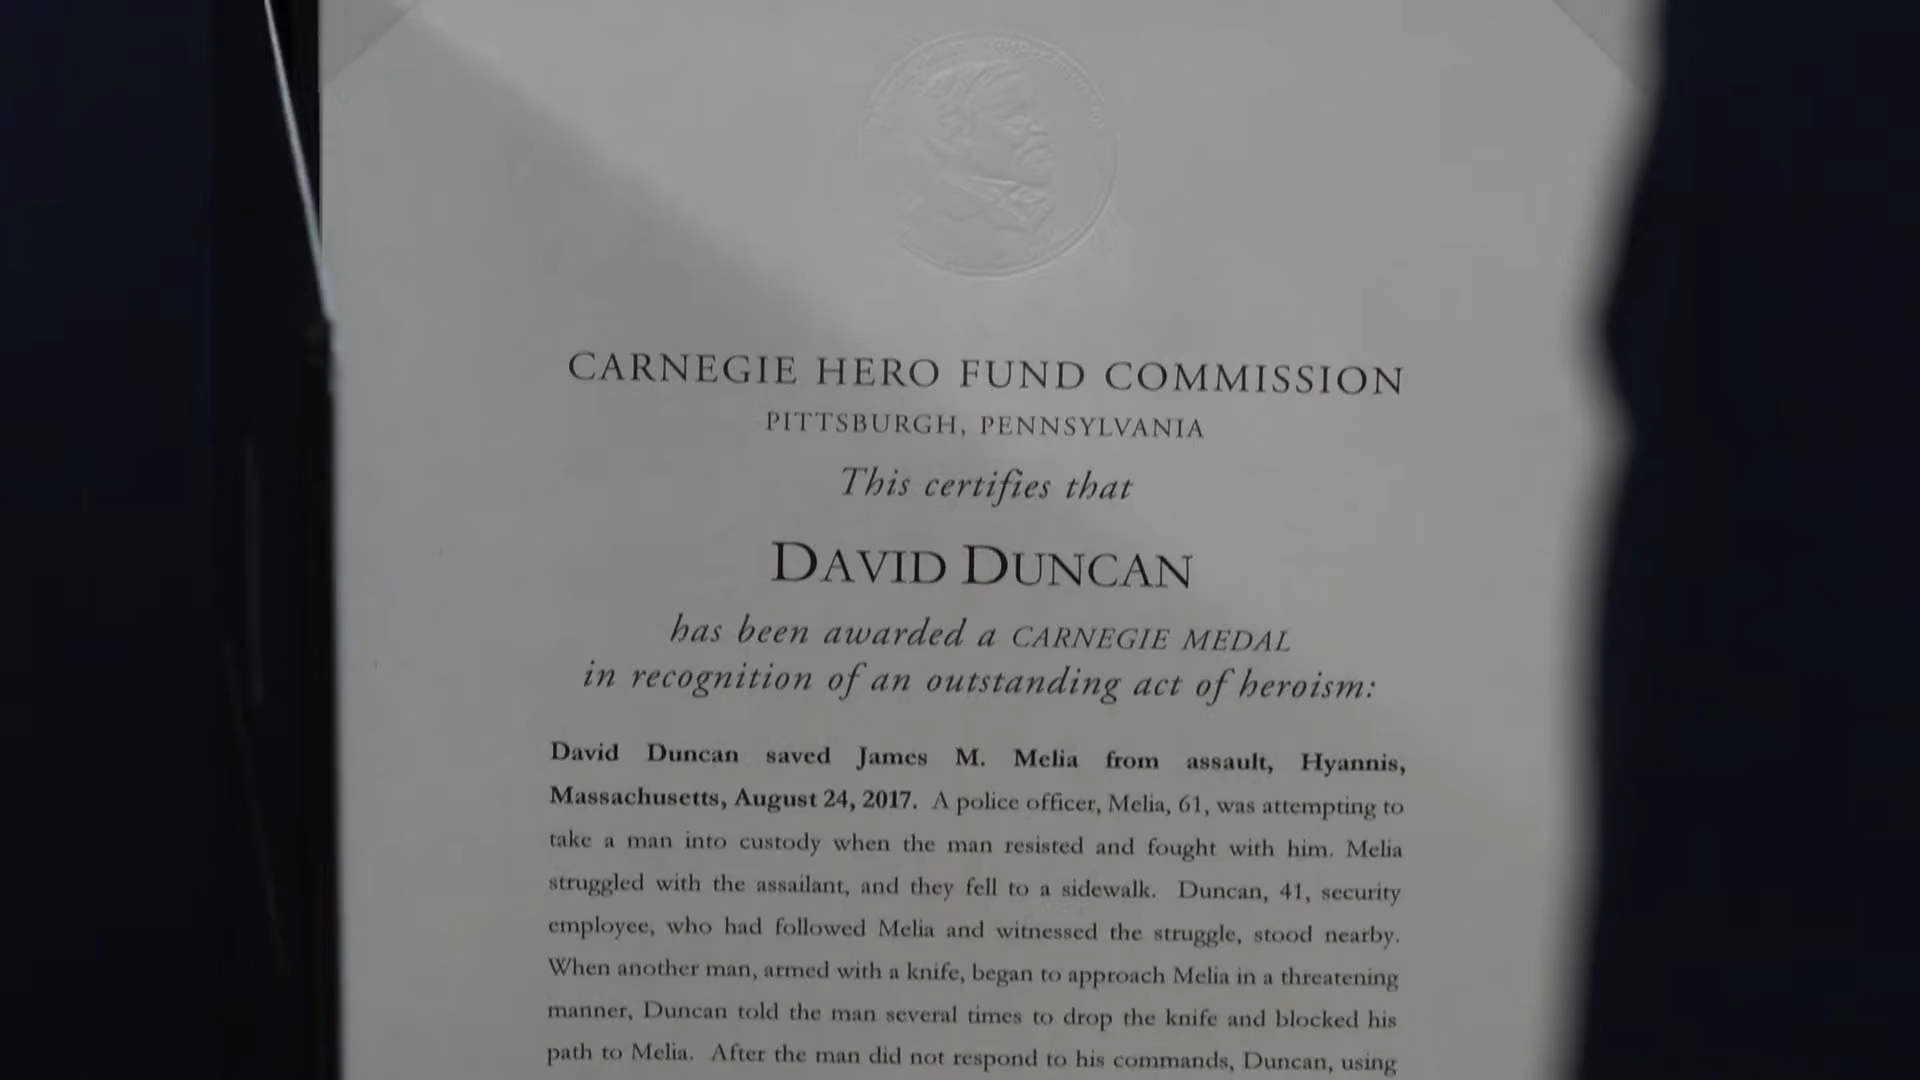 CARNEGIE HERO FUND COMMISSION
PITTSBURGH, PENNSYLVANIA
This certifies that
DAVID DUNCAN
has been awarded a CARNEGIE MEDAL
in recognition of an outstanding act of heroism:
David Duncan saved James M. Melia from assault, Hyannis,
Massachusetts, August 24, 2017. A police officer, Melia, 61, was attempting to
take a man into custody when the man resisted and fought with him. Melia
struggled with the assailant, and they fell to a sidewalk. Duncan, 41, security
employee, who had followed Melia and witnessed the struggle, stood nearby.
When another man, armed with a knife, began to approach Melia in a threatening
manner, Duncan told the man several times to drop the knife and blocked his
path to Melia. After the man did not respond to his commands, Duncan, using